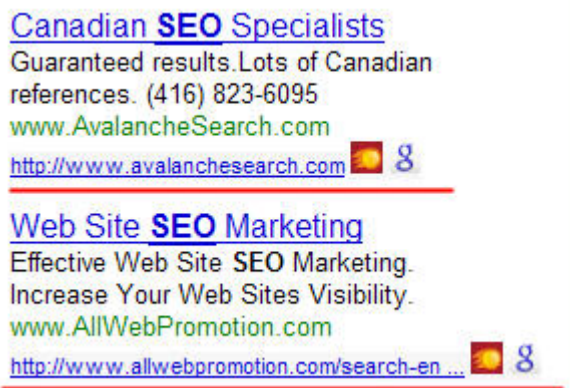 Canadian SEO Specialists
Guaranteed results.Lots of Canadian
references. (416) 823-6095
www.AvalancheSearch.com
http://www.avalanchesearch.com g
Web Site SEO Marketing
Effective Web Site SEO Marketing.
Increase Your Web Sites Visibility.
www.AllWebPromotion.com
http://www.allwebpromotion.com/search-en ... g